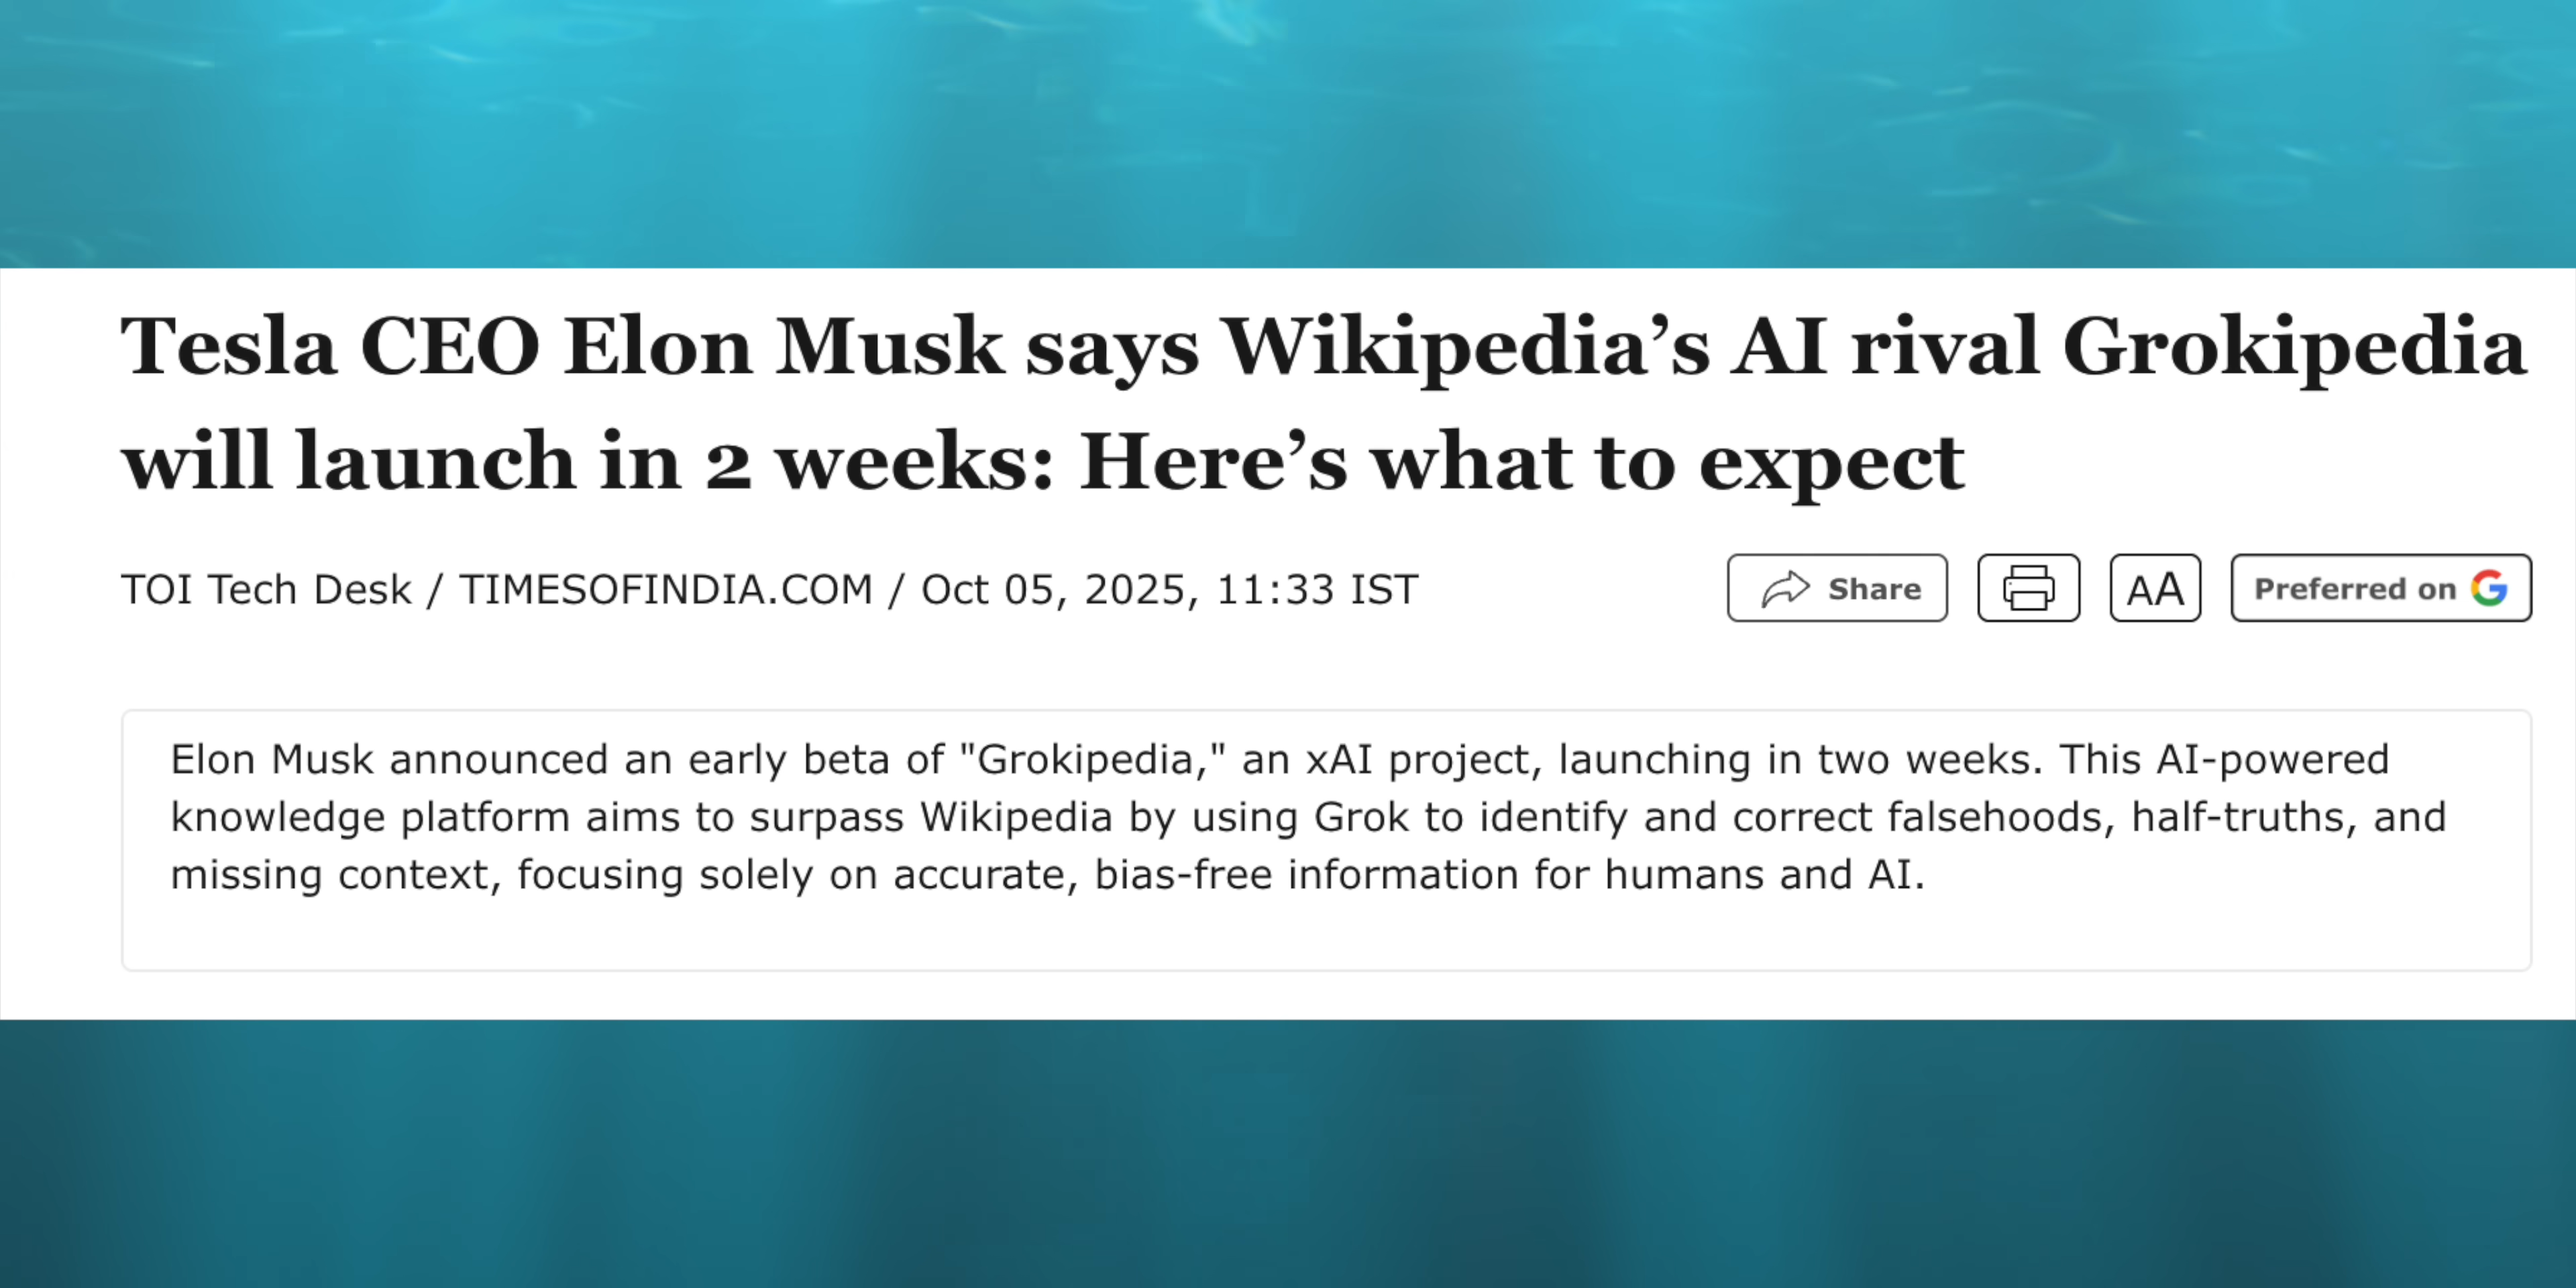 Tesla CEO Elon Musk says Wikipedia’s AI rival Grokipedia
will launch in 2 weeks: Here’s what to expect
TOI Tech Desk / TIMESOFINDIA.COM / Oct 05, 2025, 11:33 IST
Share
AA
Preferred on G
Elon Musk announced an early beta of "Grokipedia," an xAI project, launching in two weeks. This AI-powered
knowledge platform aims to surpass Wikipedia by using Grok to identify and correct falsehoods, half-truths, and
missing context, focusing solely on accurate, bias-free information for humans and AI.